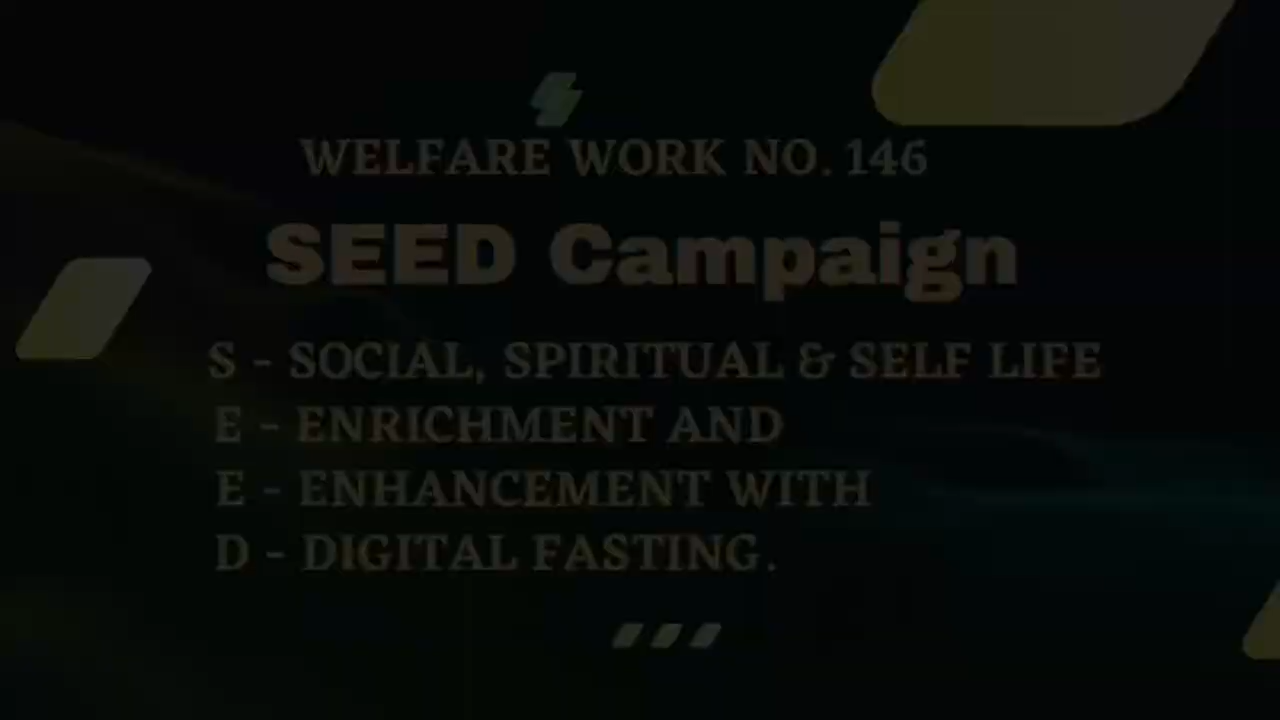 WELFARE WORK NO. 146
SEED Campaign
S - SOCIAL, SPIRITUAL & SELF LIFE
E - ENRICHMENT AND
E - ENHANCEMENT WITH
D - DIGITAL FASTING.